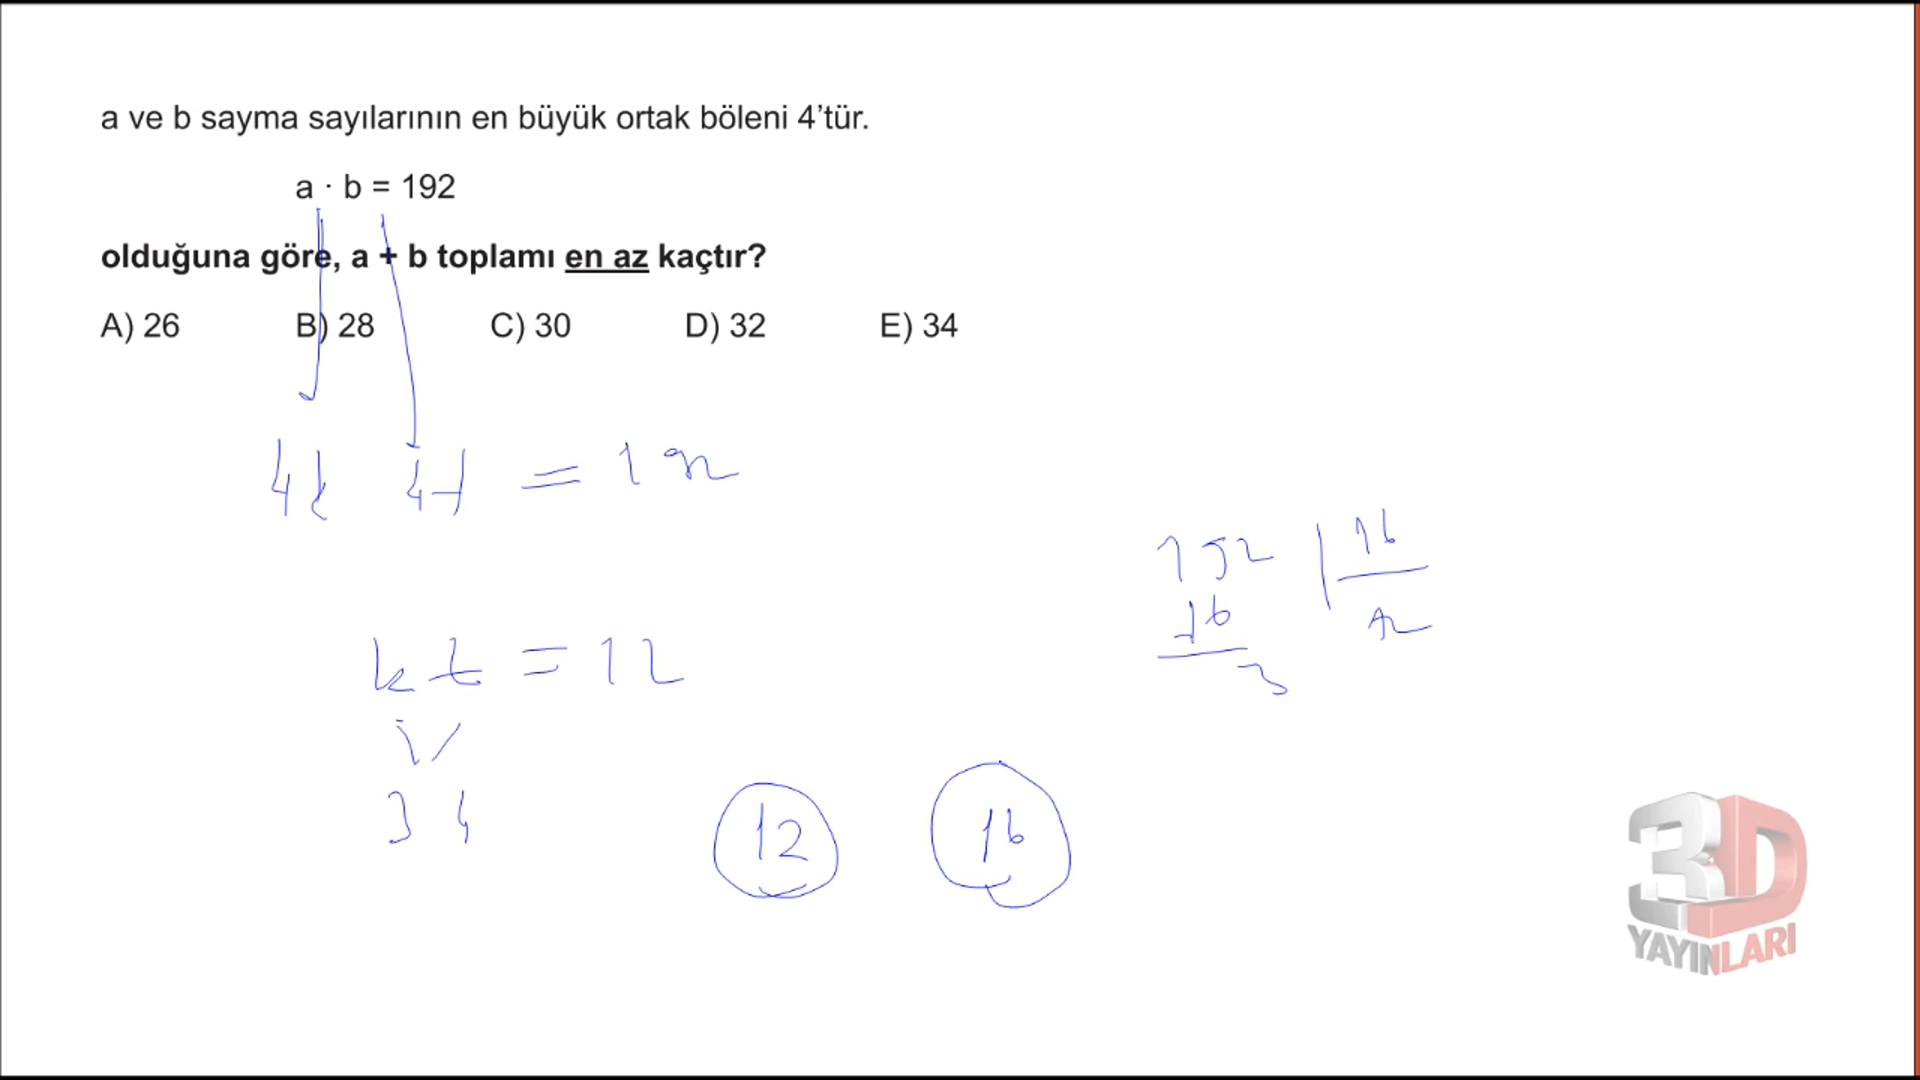 a ve b sayma sayılarının en büyük ortak böleni 4’tür.
a · b = 192
olduğuna göre, a + b toplamı en az kaçtır?
A) 26 B) 28 C) 30 D) 32 E) 34
4k 4t = 192
192 | 16
16 12
3
k t = 12
3 4
12 16
3D
YAYINLARI